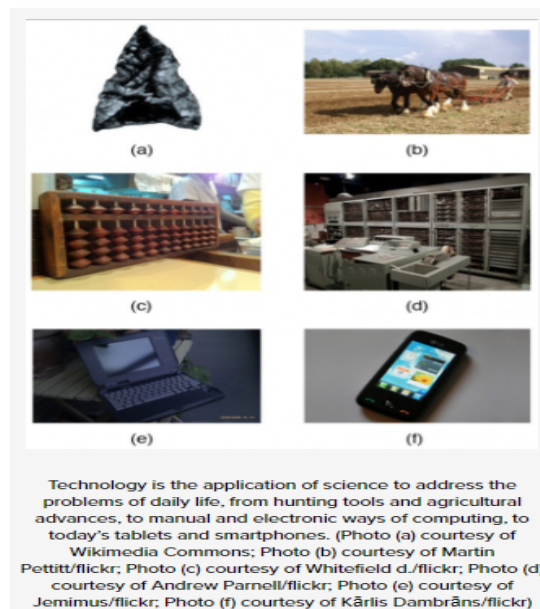 (a)
(b)
(c)
(d)
(e)
(f)
Technology is the application of science to address the
problems of daily life, from hunting tools and agricultural
advances, to manual and electronic ways of computing, to
today's tablets and smartphones. (Photo (a) courtesy of
Wikimedia Commons; Photo (b) courtesy of Martin
Pettitt/flickr; Photo (c) courtesy of Whitefield d./flickr; Photo (d
courtesy of Andrew Parnell/flickr; Photo (e) courtesy of
Jemimus/flickr; Photo (f) courtesy of Kārlis Dambrāns/flickr)